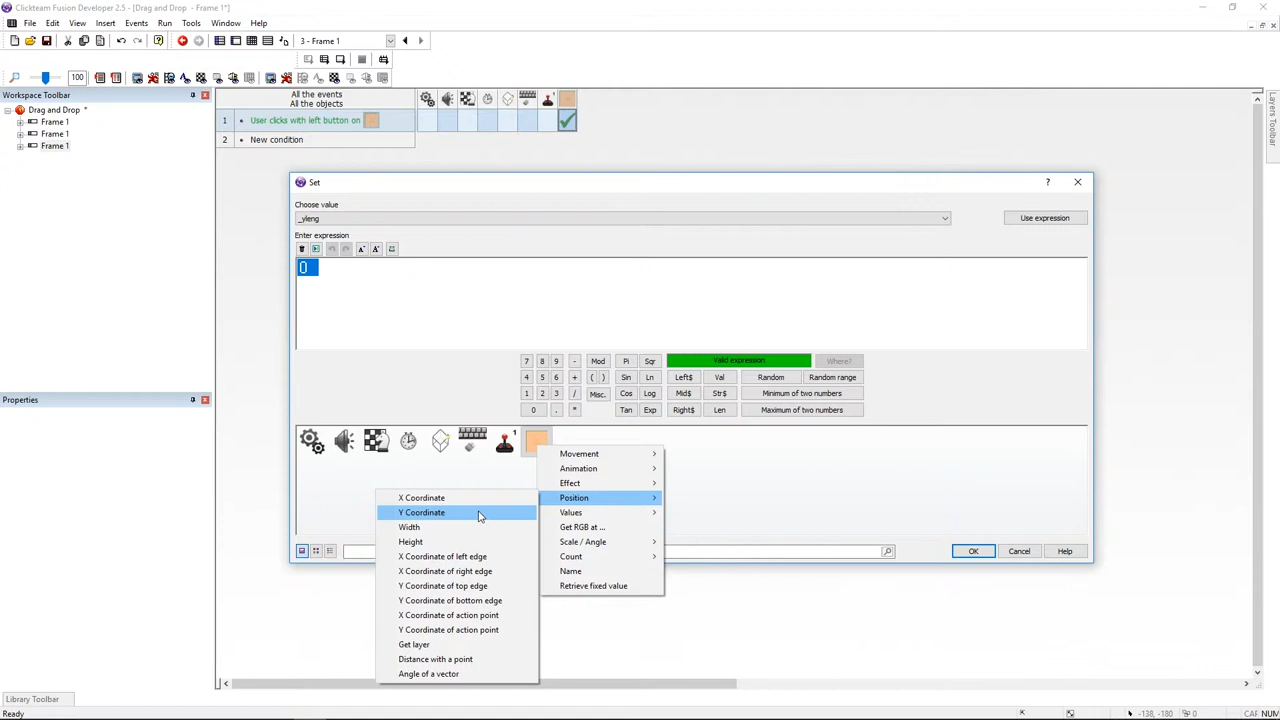 Clickteam Fusion Developer 2.5 - [Drag and Drop - Frame 1*]
File Edit View Insert Events Run Tools Window Help
3 - Frame 1
100
Workspace Toolbar
Drag and Drop *
Frame 1
Frame 1
Frame 1
All the events
All the objects
1 • User clicks with left button on
2 • New condition
Layers Toolbar
Set
?
Choose value
_yleng
Use expression
Enter expression
0
7 8 9 - Mod Pi Sqr Valid expression Where?
4 5 6 + ( ) Sin Ln Left$ Val Random Random range
1 2 3 / Misc. Cos Log Mid$ Str$ Minimum of two numbers
0 . * Tan Exp Right$ Len Maximum of two numbers
1
Movement
Animation
Effect
Position
Values
Get RGB at ...
Scale / Angle
Count
Name
Retrieve fixed value
X Coordinate
Y Coordinate
Width
Height
X Coordinate of left edge
X Coordinate of right edge
Y Coordinate of top edge
Y Coordinate of bottom edge
X Coordinate of action point
Y Coordinate of action point
Get layer
Distance with a point
Angle of a vector
OK Cancel Help
Properties
Library Toolbar
Ready
-138, -180
0
CAP NUM